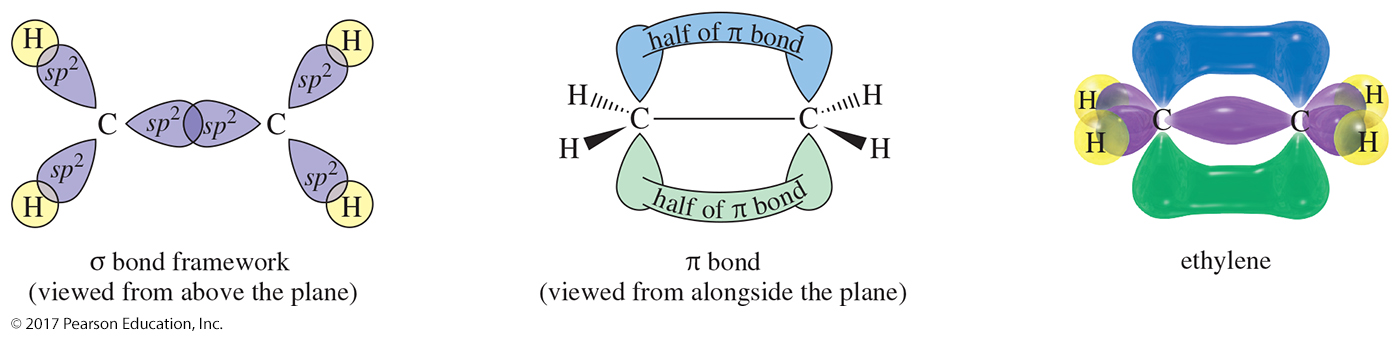 H
H
sp²
sp²
C
sp²
sp²
C
sp²
sp²
H
H
σ bond framework
(viewed from above the plane)
half of π bond
H
H
C
C
H
H
half of π bond
π bond
(viewed from alongside the plane)
H
H
C
C
H
H
ethylene
© 2017 Pearson Education, Inc.